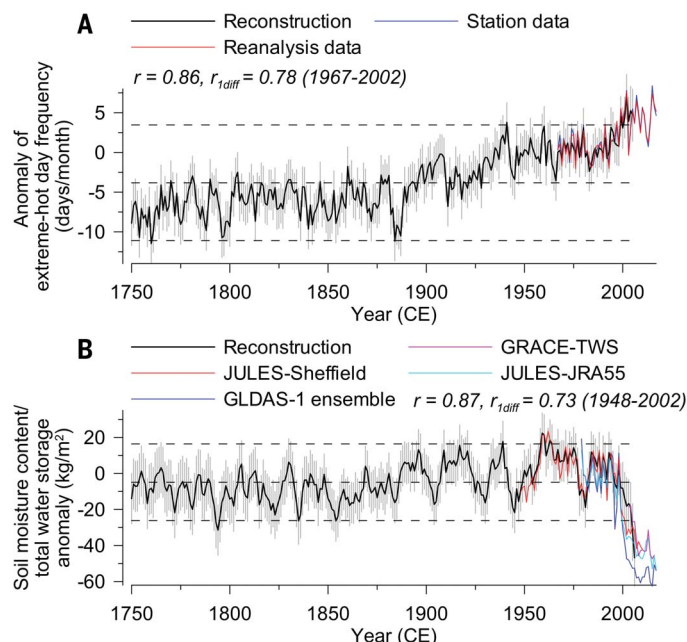 A
Reconstruction
Station data
Reanalysis data
r = 0.86, r1diff = 0.78 (1967-2002)
Anomaly of
extreme-hot day frequency
(days/month)
5
0
-5
-10
1750 1800 1850 1900 1950 2000
Year (CE)
B
Reconstruction
GRACE-TWS
JULES-Sheffield
JULES-JRA55
GLDAS-1 ensemble
r = 0.87, r1diff = 0.73 (1948-2002)
Soil moisture content/
total water storage
anomaly (kg/m²)
20
0
-20
-40
-60
1750 1800 1850 1900 1950 2000
Year (CE)